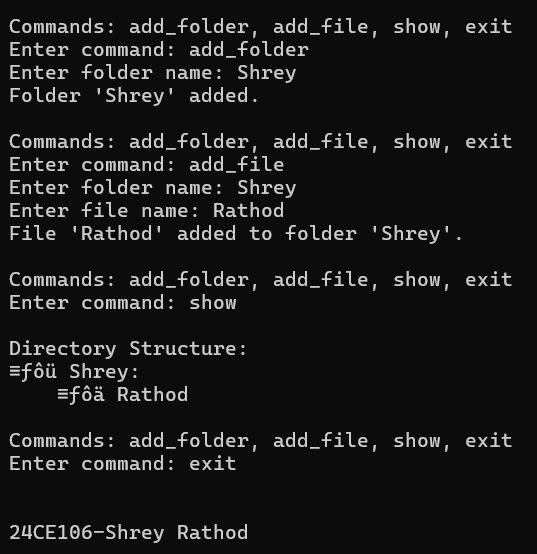 Commands: add_folder, add_file, show, exit
Enter command: add_folder
Enter folder name: Shrey
Folder 'Shrey' added.
Commands: add_folder, add_file, show, exit
Enter command: add_file
Enter folder name: Shrey
Enter file name: Rathod
File 'Rathod' added to folder 'Shrey'.
Commands: add_folder, add_file, show, exit
Enter command: show
Directory Structure:
≡ƒôü Shrey:
≡ƒôä Rathod
Commands: add_folder, add_file, show, exit
Enter command: exit
24CE106-Shrey Rathod